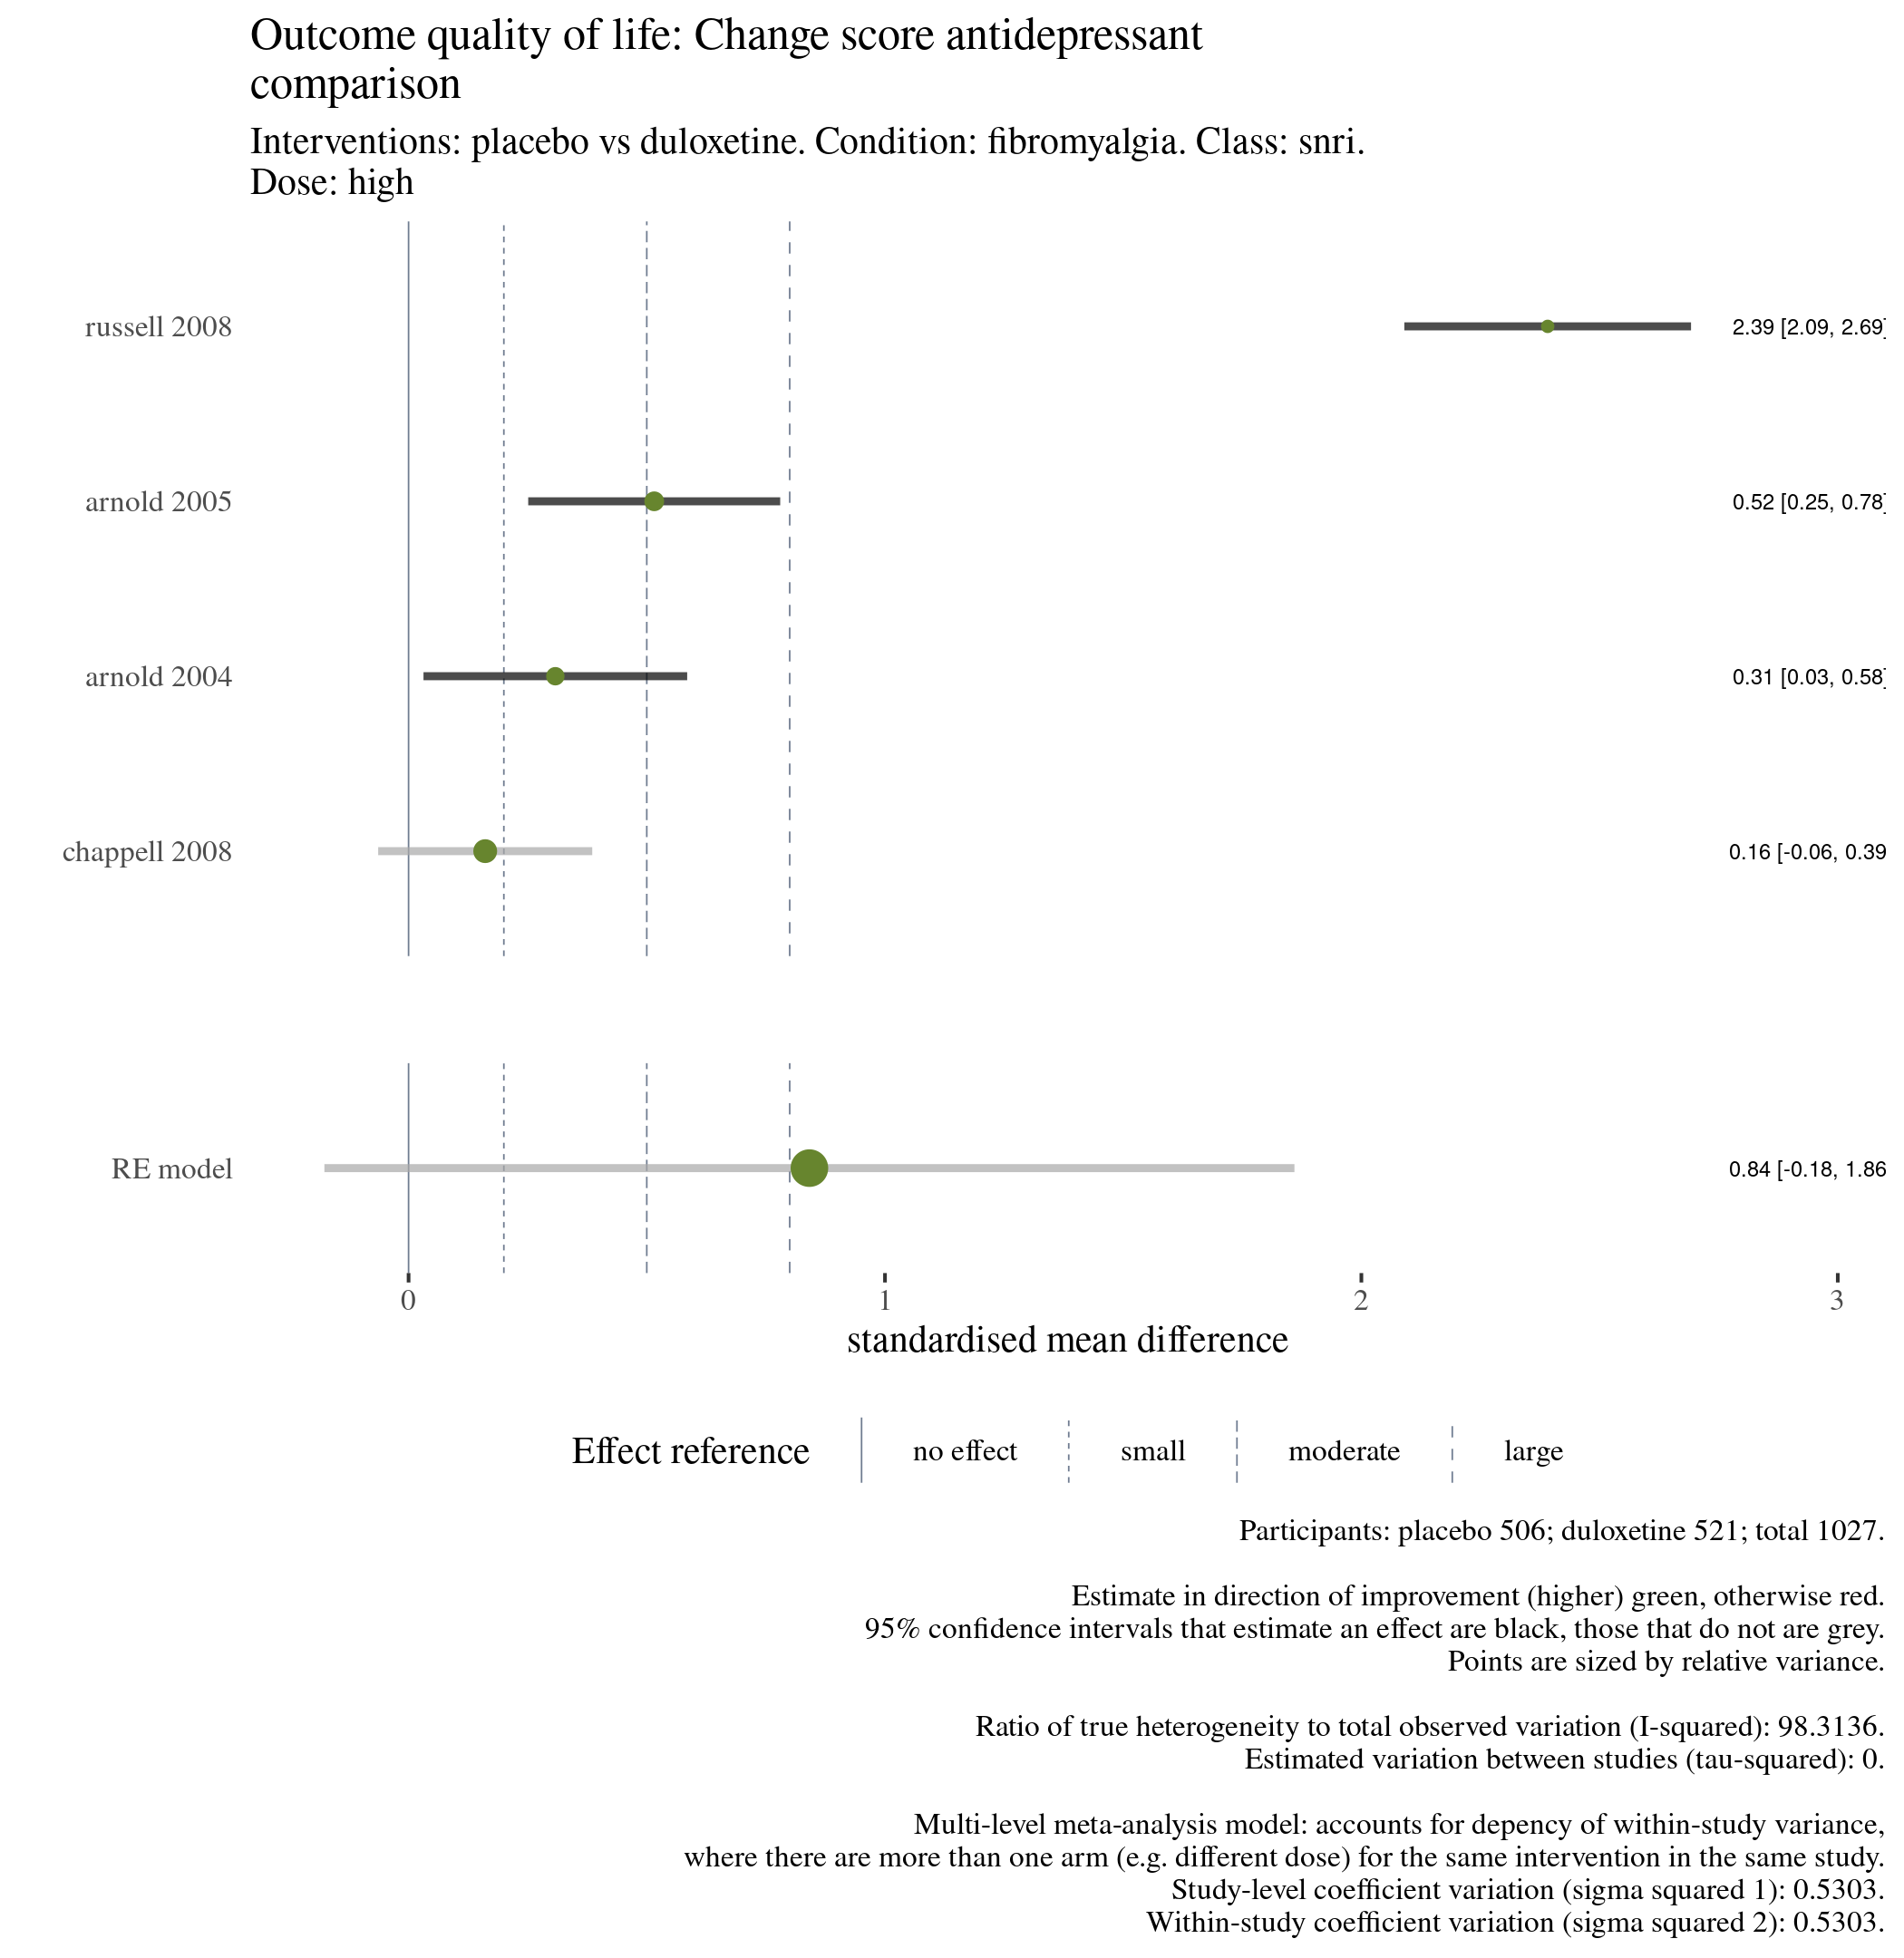 Outcome quality of life: Change score antidepressant
comparison
Interventions: placebo vs duloxetine. Condition: fibromyalgia. Class: snri.
Dose: high
russell 2008
2.39 [2.09, 2.69]
arnold 2005
0.52 [0.25, 0.78]
arnold 2004
0.31 [0.03, 0.58]
chappell 2008
0.16 [-0.06, 0.39
RE model
0.84 [-0.18, 1.86
0 1 2 3
standardised mean difference
Effect reference no effect small moderate large
Participants: placebo 506; duloxetine 521; total 1027.
Estimate in direction of improvement (higher) green, otherwise red.
95% confidence intervals that estimate an effect are black, those that do not are grey.
Points are sized by relative variance.
Ratio of true heterogeneity to total observed variation (I-squared): 98.3136.
Estimated variation between studies (tau-squared): 0.
Multi-level meta-analysis model: accounts for depency of within-study variance,
where there are more than one arm (e.g. different dose) for the same intervention in the same study.
Study-level coefficient variation (sigma squared 1): 0.5303.
Within-study coefficient variation (sigma squared 2): 0.5303.